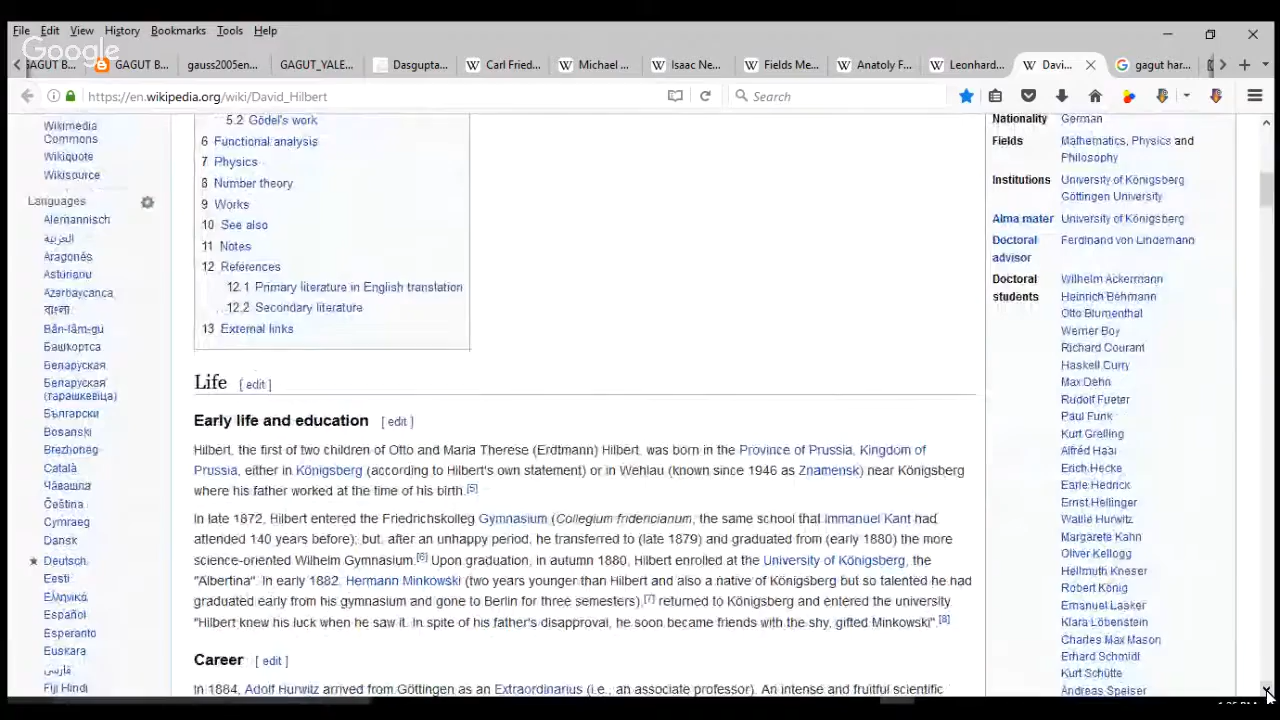 File Edit View History Bookmarks Tools Help
Google
GAGUT B... GAGUT B... gauss2005en... GAGUT_YALE... Dasgupta... Carl Fried... Michael ... Isaac Ne... Fields Me... Anatoly F... Leonhard... Davi... gagut har...
https://en.wikipedia.org/wiki/David_Hilbert Search
Wikimedia
Commons
Wikiquote
Wikisource
Languages
Alemannisch
العربية
Aragonés
Asturianu
Azərbaycanca
বাংলা
Bân-lâm-gú
Башҡортса
Беларуская
Беларуская
(тарашкевіца)
Български
Bosanski
Brezhoneg
Català
Чӑвашла
Čeština
Cymraeg
Dansk
Deutsch
Eesti
Ελληνικά
Español
Esperanto
Euskara
فارسی
Fiji Hindi
5.2 Gödel's work
6 Functional analysis
7 Physics
8 Number theory
9 Works
10 See also
11 Notes
12 References
12.1 Primary literature in English translation
12.2 Secondary literature
13 External links
Life [ edit ]
Early life and education [ edit ]
Hilbert, the first of two children of Otto and Maria Therese (Erdtmann) Hilbert, was born in the Province of Prussia, Kingdom of
Prussia, either in Königsberg (according to Hilbert's own statement) or in Wehlau (known since 1946 as Znamensk) near Königsberg
where his father worked at the time of his birth.[5]
In late 1872, Hilbert entered the Friedrichskolleg Gymnasium (Collegium fridericianum, the same school that Immanuel Kant had
attended 140 years before); but, after an unhappy period, he transferred to (late 1879) and graduated from (early 1880) the more
science-oriented Wilhelm Gymnasium.[6] Upon graduation, in autumn 1880, Hilbert enrolled at the University of Königsberg, the
"Albertina". In early 1882, Hermann Minkowski (two years younger than Hilbert and also a native of Königsberg but so talented he had
graduated early from his gymnasium and gone to Berlin for three semesters),[7] returned to Königsberg and entered the university.
"Hilbert knew his luck when he saw it. In spite of his father's disapproval, he soon became friends with the shy, gifted Minkowski".[8]
Career [ edit ]
In 1884, Adolf Hurwitz arrived from Göttingen as an Extraordinarius (i.e., an associate professor). An intense and fruitful scientific
Nationality German
Fields Mathematics, Physics and
Philosophy
Institutions University of Königsberg
Göttingen University
Alma mater University of Königsberg
Doctoral Ferdinand von Lindemann
advisor
Doctoral Wilhelm Ackermann
students Heinrich Behmann
Otto Blumenthal
Werner Boy
Richard Courant
Haskell Curry
Max Dehn
Rudolf Fueter
Paul Funk
Kurt Grelling
Alfréd Haar
Erich Hecke
Earle Hedrick
Ernst Hellinger
Wallie Hurwitz
Margarete Kahn
Oliver Kellogg
Hellmuth Kneser
Robert König
Emanuel Lasker
Klara Löbenstein
Charles Max Mason
Erhard Schmidt
Kurt Schütte
Andreas Speiser